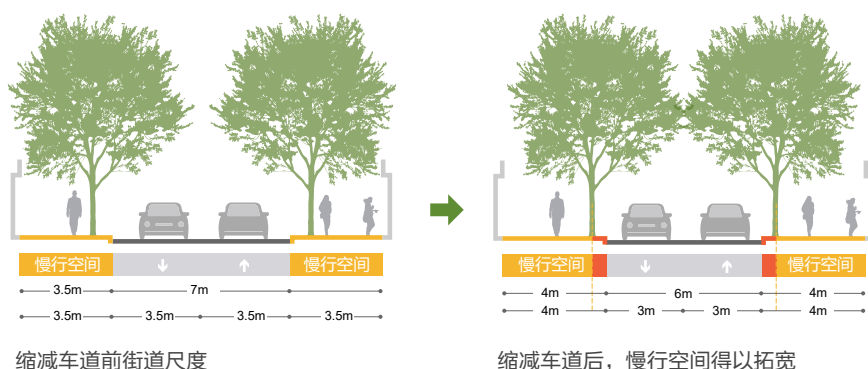 慢行空间 慢行空间
3.5m 7m
3.5m 3.5m 3.5m 3.5m
缩减车道前街道尺度
慢行空间 慢行空间
4m 6m 4m
4m 3m 3m 4m
缩减车道后，慢行空间得以拓宽